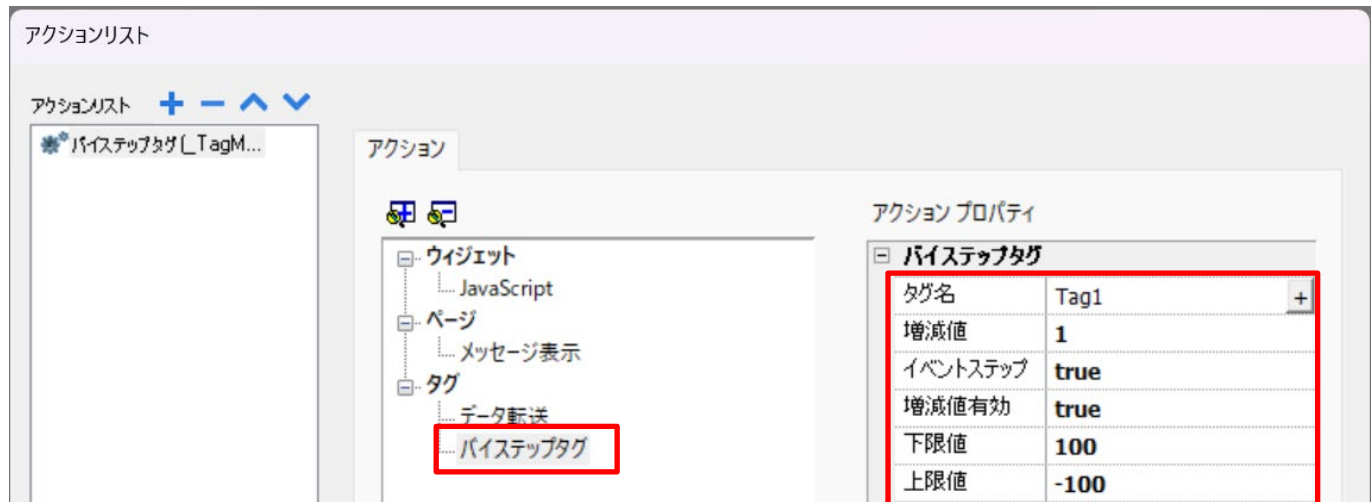 アクションリスト
アクションリスト
バイステップタグ(_TagM...
アクション
ウィジェット
JavaScript
ページ
メッセージ表示
タグ
データ転送
バイステップタグ
アクション プロパティ
バイステップタグ
タグ名 Tag1 +
増減値 1
イベントステップ true
増減値有効 true
下限値 100
上限値 -100